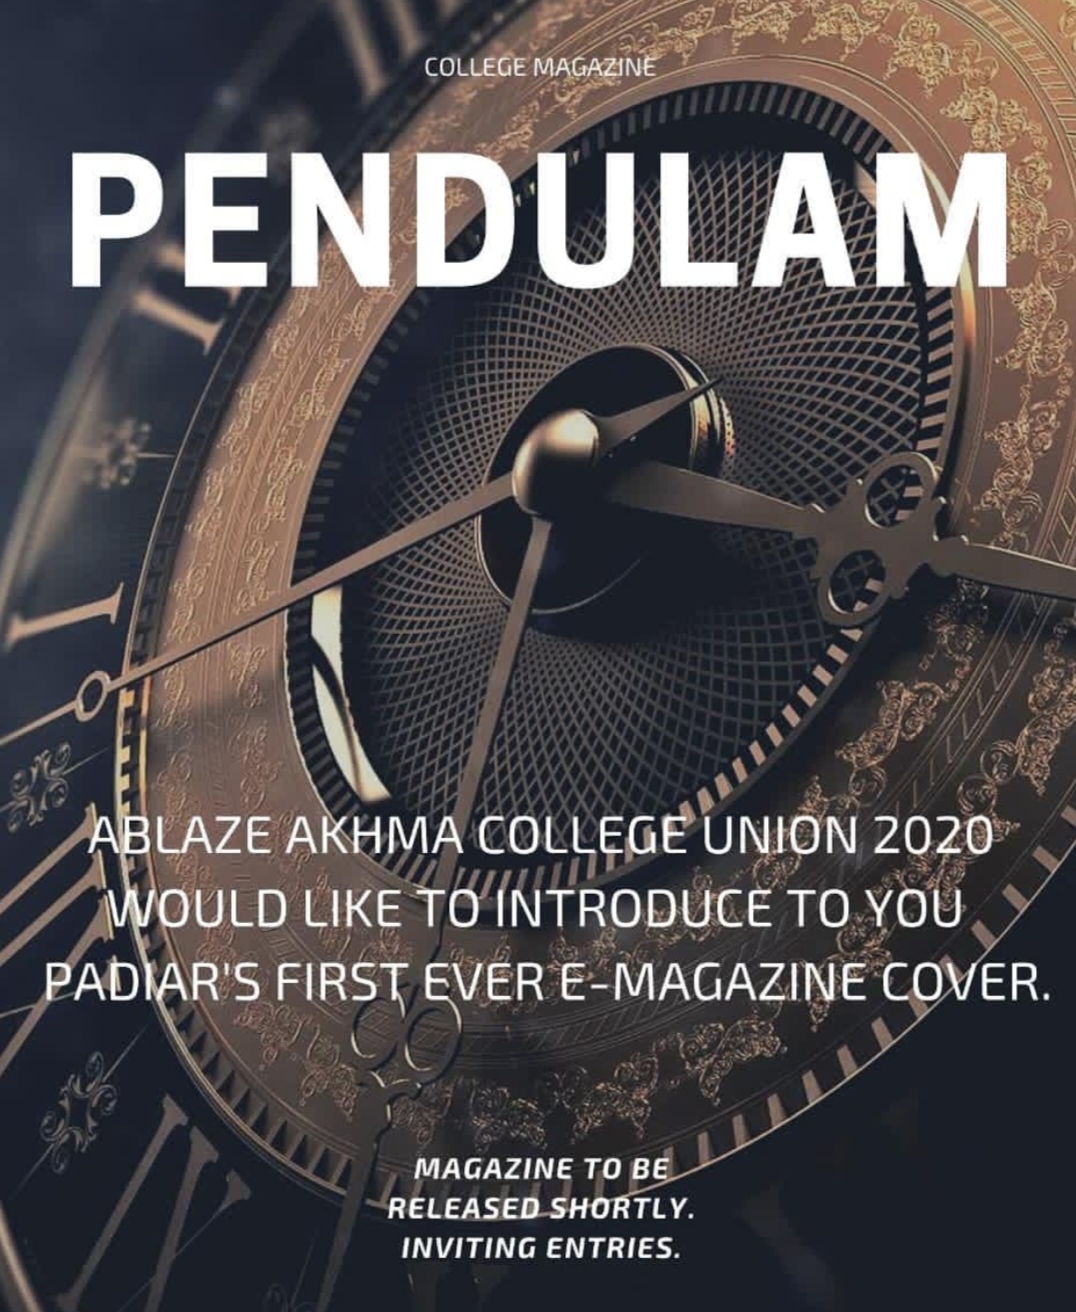 COLLEGE MAGAZINE
PENDULAM
ABLAZE AKHMA COLLEGE UNION 2020
WOULD LIKE TO INTRODUCE TO YOU
PADIAR'S FIRST EVER E-MAGAZINE COVER.
MAGAZINE TO BE
RELEASED SHORTLY.
INVITING ENTRIES.